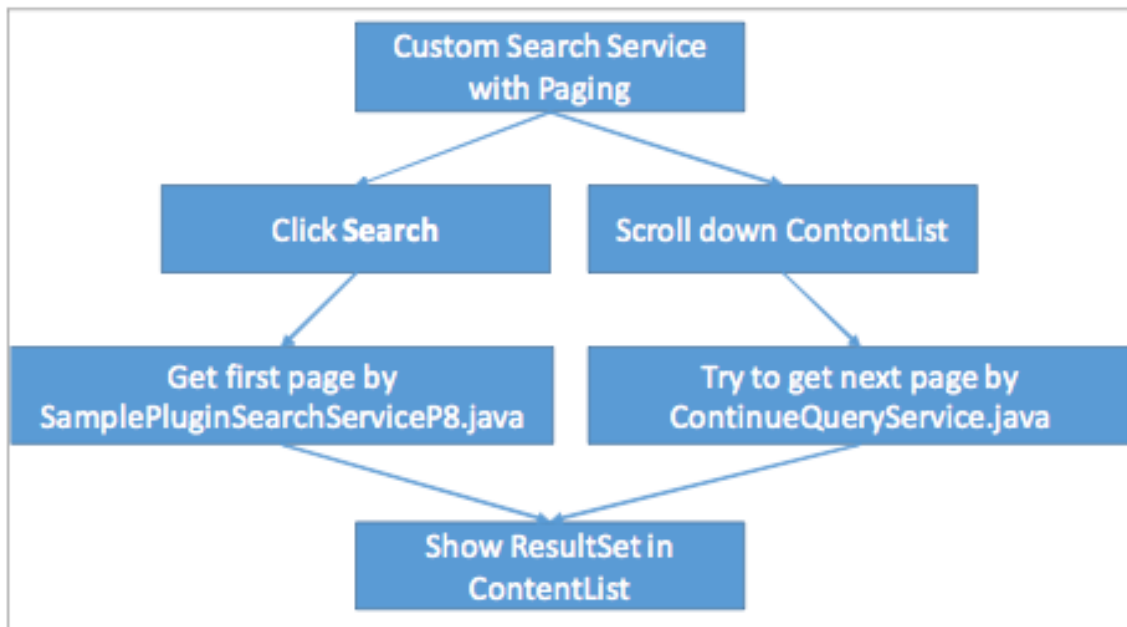 Custom Search Service
with Paging
Click Search
Scroll down ContontList
Get first page by
SamplePluginSearchServiceP8.java
Try to get next page by
ContinueQueryService.java
Show ResultSet in
ContentList